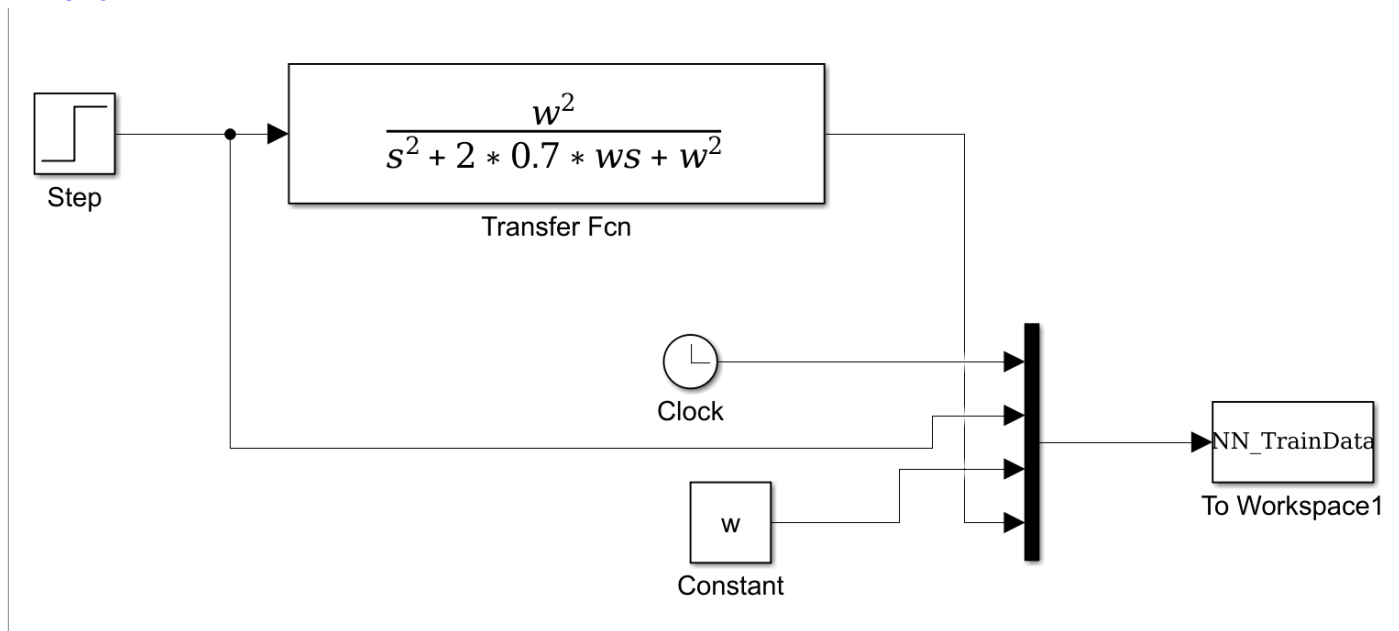 w²
s² + 2 * 0.7 * ws + w²
Step
Transfer Fcn
Clock
NN_TrainData
To Workspace1
w
Constant